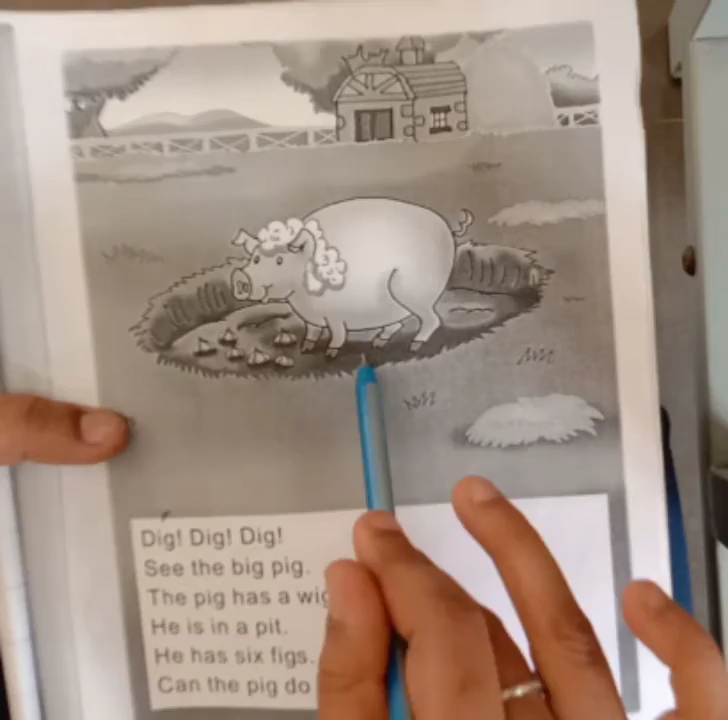 Dig! Dig! Dig!
See the big pig.
The pig has a wig
He is in a pit.
He has six figs.
Can the pig do